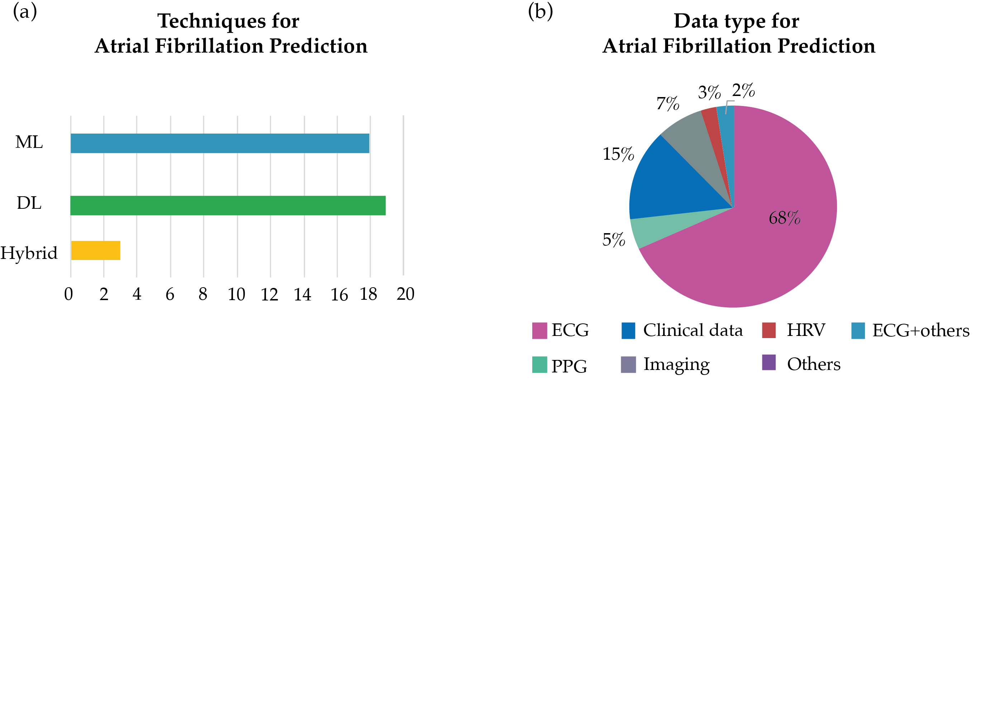 (a)
Techniques for
Atrial Fibrillation Prediction
ML
DL
Hybrid
0 2 4 6 8 10 12 14 16 18 20
(b)
Data type for
Atrial Fibrillation Prediction
2%
3%
7%
15%
68%
5%
ECG Clinical data HRV ECG+others
PPG Imaging Others